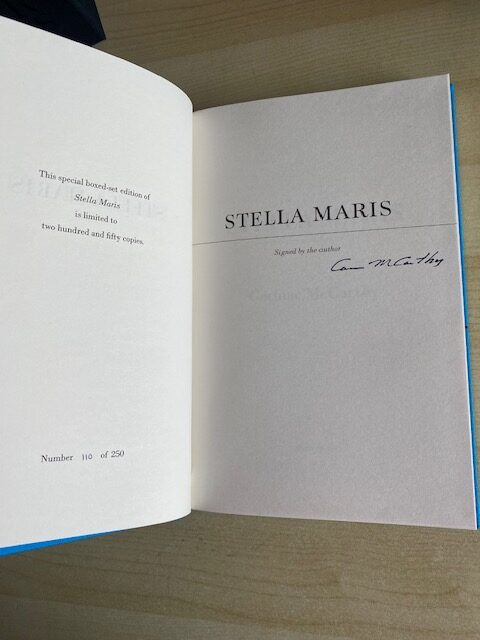 This special boxed-set edition of
Stella Maris
is limited to
two hundred and fifty copies.
Number 110 of 250
STELLA MARIS
Signed by the author
McCarthy